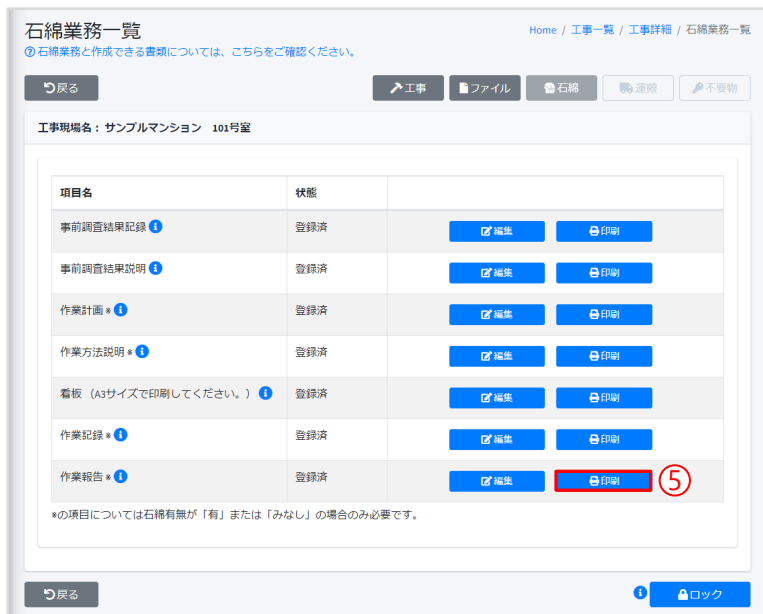 石綿業務一覧
Home / 工事一覧 / 工事詳細 / 石綿業務一覧
石綿業務と作成できる書類については、こちらをご確認ください。
戻る 工事 ファイル 石綿 運搬 不要物
工事現場名： サンプルマンション 101号室
項目名 状態
事前調査結果記録 登録済 編集 印刷
事前調査結果説明 登録済 編集 印刷
作業計画※ 登録済 編集 印刷
作業方法説明※ 登録済 編集 印刷
看板 （A3サイズで印刷してください。） 登録済 編集 印刷
作業記録※ 登録済 編集 印刷
作業報告※ 登録済 編集 印刷 ⑤
※の項目については石綿有無が「有」または「みなし」の場合のみ必要です。
戻る ロック